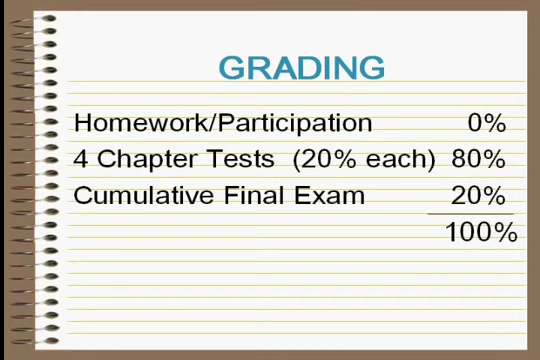 GRADING
Homework/Participation 0%
4 Chapter Tests (20% each) 80%
Cumulative Final Exam 20%
100%